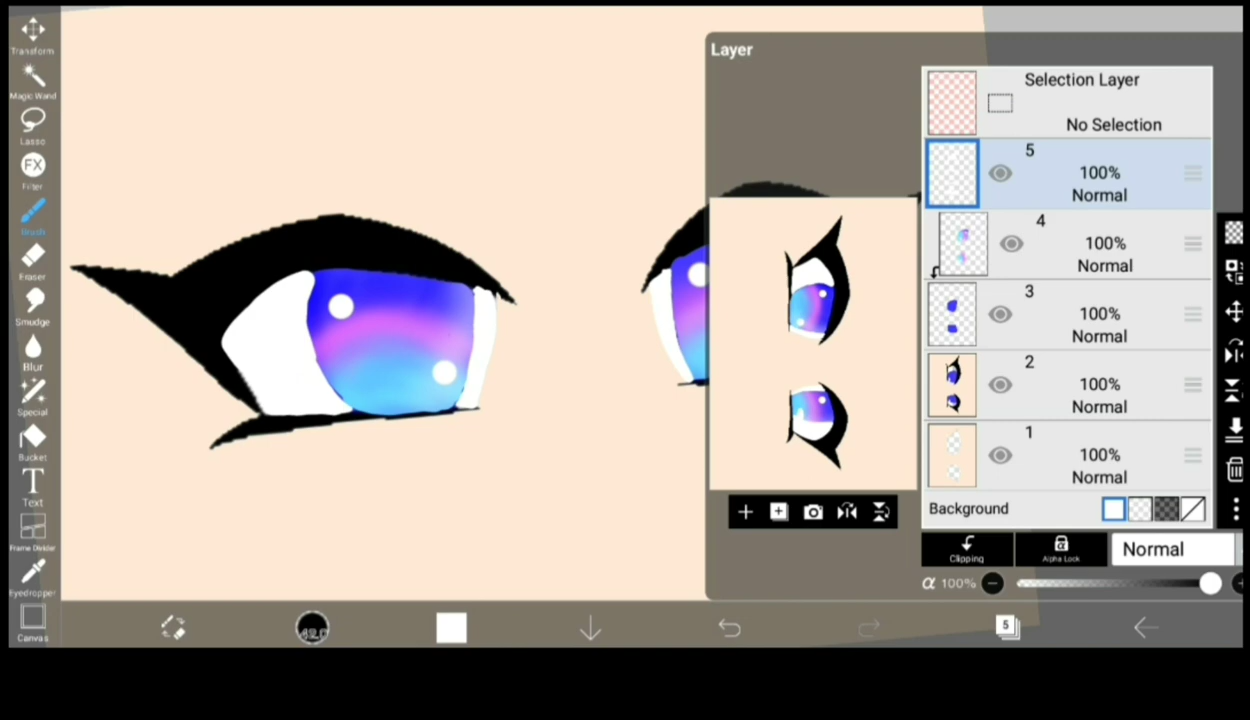 Transform
Magic Wand
Lasso
FX
Filter
Brush
Eraser
Smudge
Blur
Special
Bucket
T
Text
Frame Divider
Eyedropper
Canvas
Layer
Selection Layer
No Selection
5
100%
Normal
4
100%
Normal
3
100%
Normal
2
100%
Normal
1
100%
Normal
Background
Clipping
Alpha Lock
Normal
α 100%
5